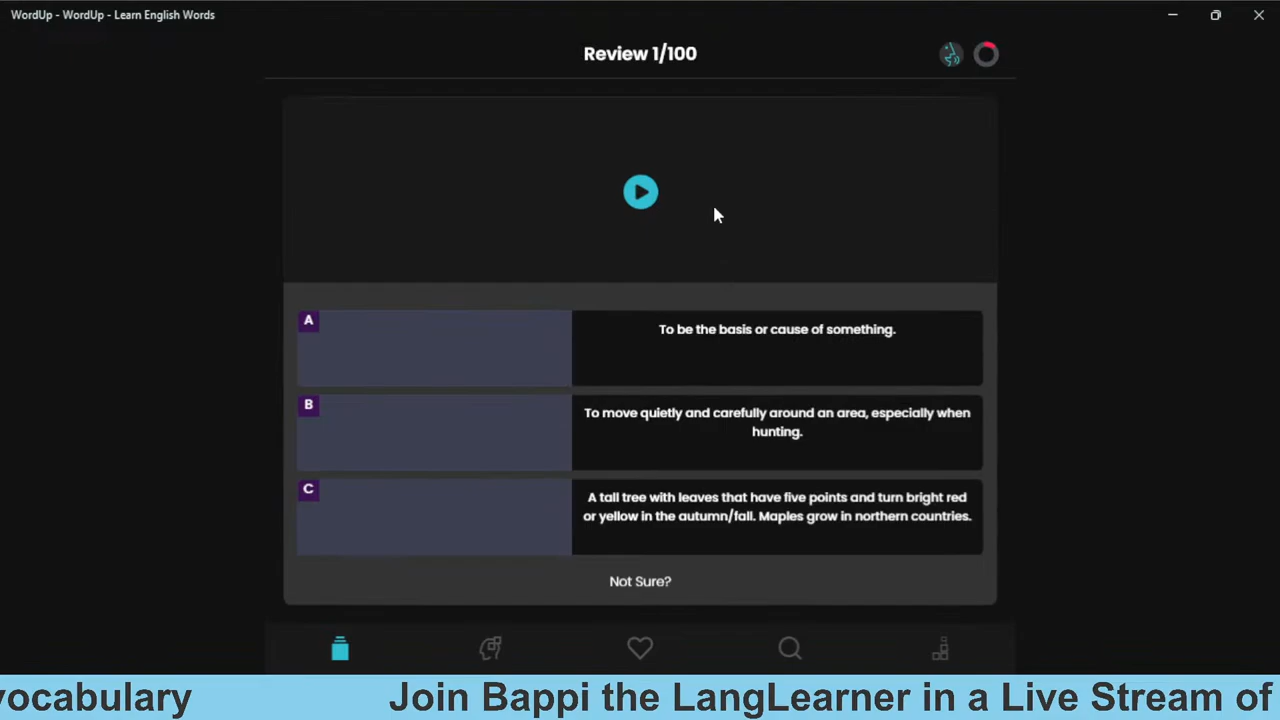 WordUp - WordUp - Learn English Words
Review 1/100
A
To be the basis or cause of something.
B
To move quietly and carefully around an area, especially when
hunting.
C
A tall tree with leaves that have five points and turn bright red
or yellow in the autumn/fall. Maples grow in northern countries.
Not Sure?
vocabulary Join Bappi the LangLearner in a Live Stream of